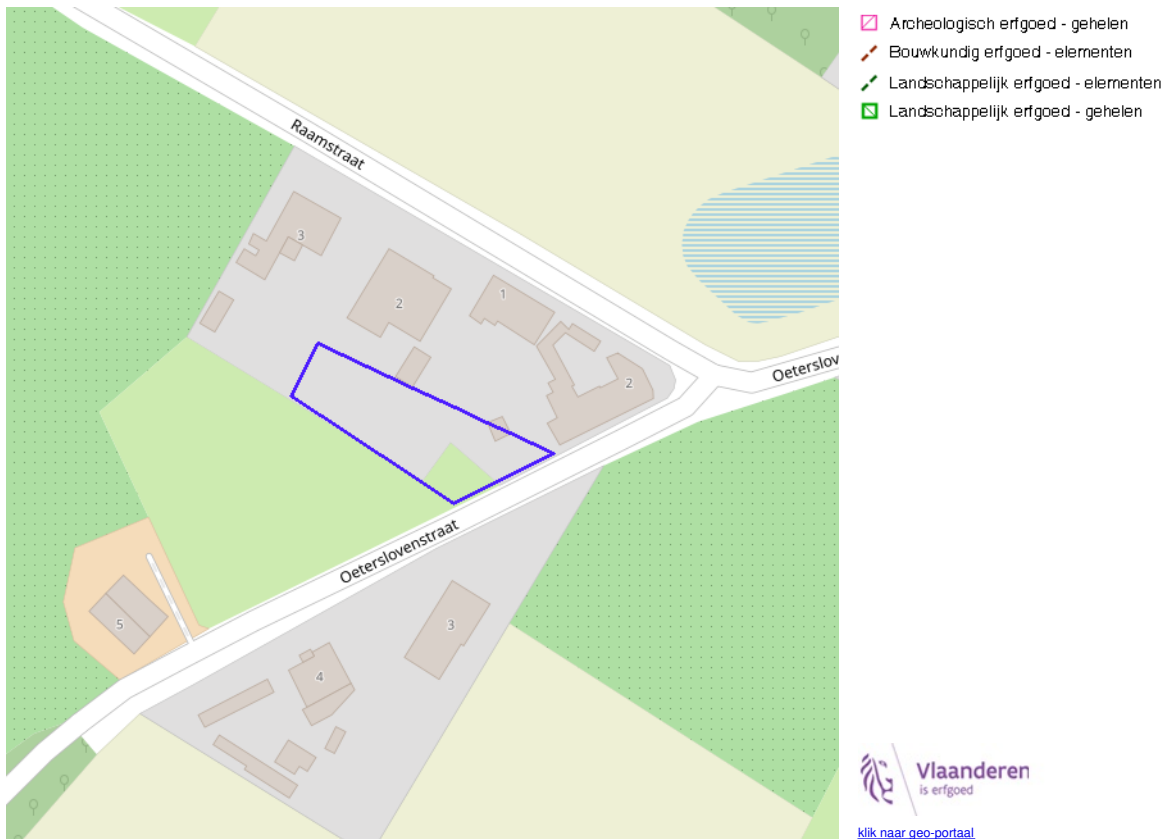 Archeologisch erfgoed - gehelen
Bouwkundig erfgoed - elementen
Landschappelijk erfgoed - elementen
Landschappelijk erfgoed - gehelen
Raamstraat
3
2
1
2
Oeterslov
Oeterslovenstraat
5
3
4
Vlaanderen
is erfgoed
klik naar geo-portaal